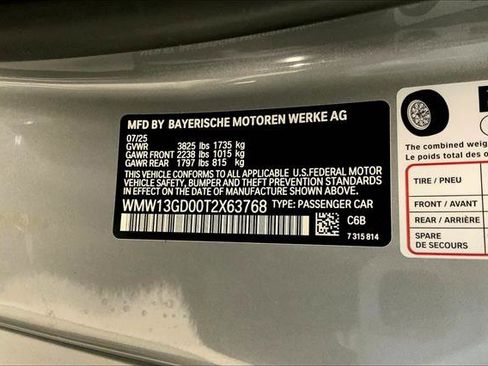 MFD BY BAYERISCHE MOTOREN WERKE AG
07/25
GVWR 3825 lbs 1735 kg
GAWR FRONT 2238 lbs 1015 kg
GAWR REAR 1797 lbs 815 kg
THIS VEHICLE CONFORMS TO ALL APPLICABLE U.S.FEDERAL MOTOR
VEHICLE SAFETY, BUMPER AND THEFT PREVENTION STANDARDS
IN EFFECT ON THE DATE OF MANUFACTURE SHOWN ABOVE.
WMW13GD00T2X63768 TYPE: PASSENGER CAR
C6B
7 315 814
The combined weig
Le poids total des
TIRE / PNEU
FRONT / AVANT
REAR / ARRIÈRE
SPARE
DE SECOURS